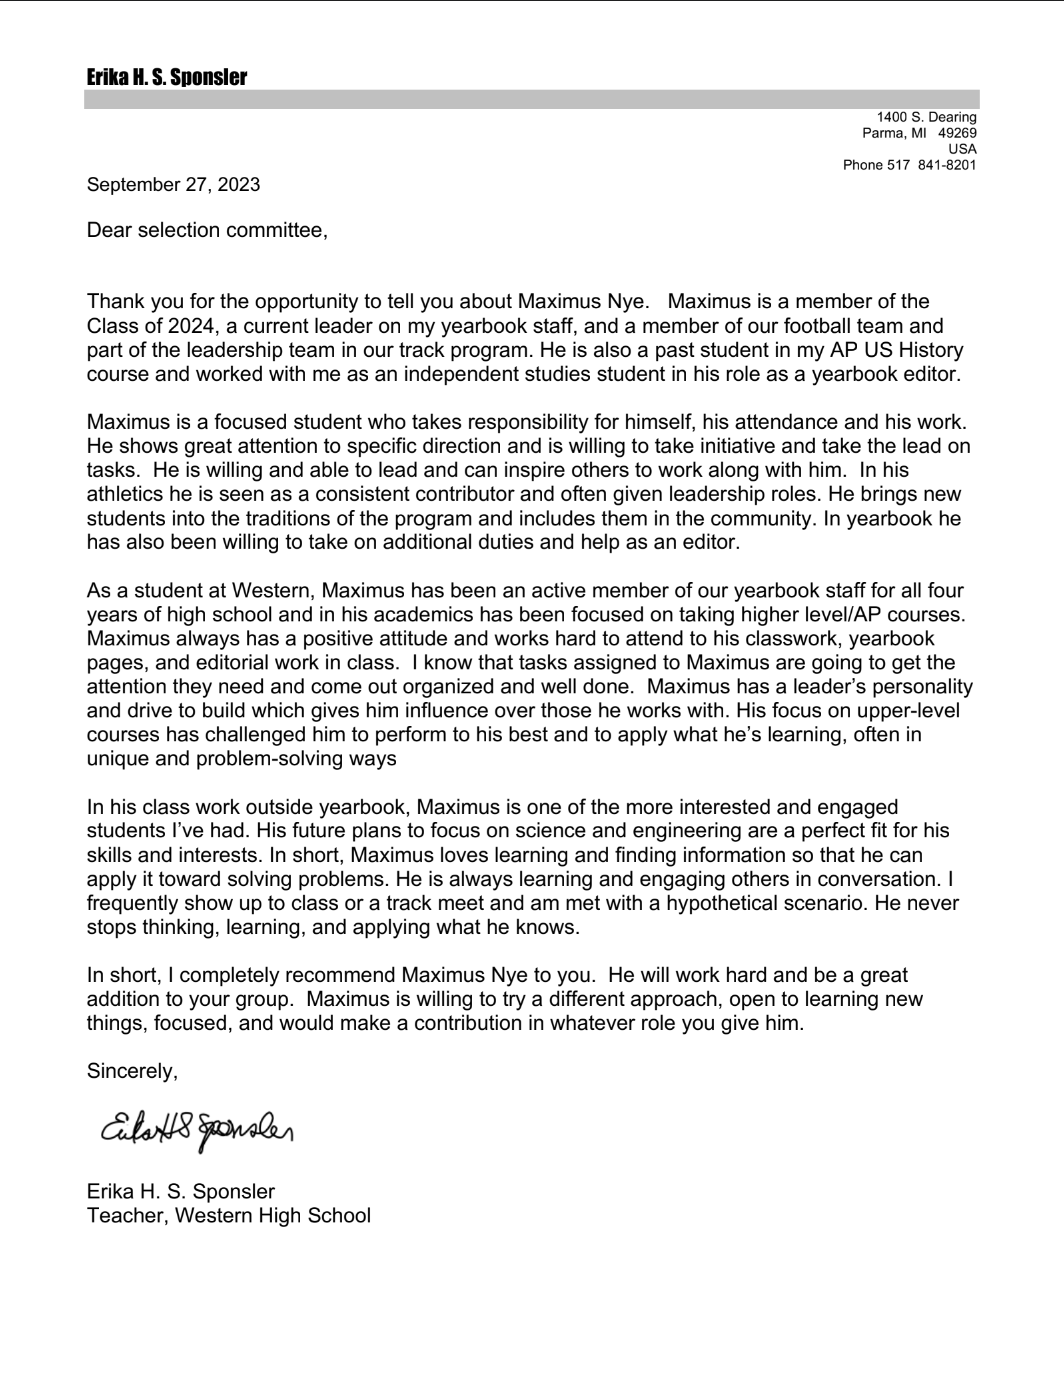 Erika H. S. Sponsler
1400 S. Dearing
Parma, MI 49269
USA
Phone 517 841-8201
September 27, 2023
Dear selection committee,
Thank you for the opportunity to tell you about Maximus Nye. Maximus is a member of the
Class of 2024, a current leader on my yearbook staff, and a member of our football team and
part of the leadership team in our track program. He is also a past student in my AP US History
course and worked with me as an independent studies student in his role as a yearbook editor.
Maximus is a focused student who takes responsibility for himself, his attendance and his work.
He shows great attention to specific direction and is willing to take initiative and take the lead on
tasks. He is willing and able to lead and can inspire others to work along with him. In his
athletics he is seen as a consistent contributor and often given leadership roles. He brings new
students into the traditions of the program and includes them in the community. In yearbook he
has also been willing to take on additional duties and help as an editor.
As a student at Western, Maximus has been an active member of our yearbook staff for all four
years of high school and in his academics has been focused on taking higher level/AP courses.
Maximus always has a positive attitude and works hard to attend to his classwork, yearbook
pages, and editorial work in class. I know that tasks assigned to Maximus are going to get the
attention they need and come out organized and well done. Maximus has a leader’s personality
and drive to build which gives him influence over those he works with. His focus on upper-level
courses has challenged him to perform to his best and to apply what he’s learning, often in
unique and problem-solving ways
In his class work outside yearbook, Maximus is one of the more interested and engaged
students I’ve had. His future plans to focus on science and engineering are a perfect fit for his
skills and interests. In short, Maximus loves learning and finding information so that he can
apply it toward solving problems. He is always learning and engaging others in conversation. I
frequently show up to class or a track meet and am met with a hypothetical scenario. He never
stops thinking, learning, and applying what he knows.
In short, I completely recommend Maximus Nye to you. He will work hard and be a great
addition to your group. Maximus is willing to try a different approach, open to learning new
things, focused, and would make a contribution in whatever role you give him.
Sincerely,
Erika H S Sponsler
Erika H. S. Sponsler
Teacher, Western High School